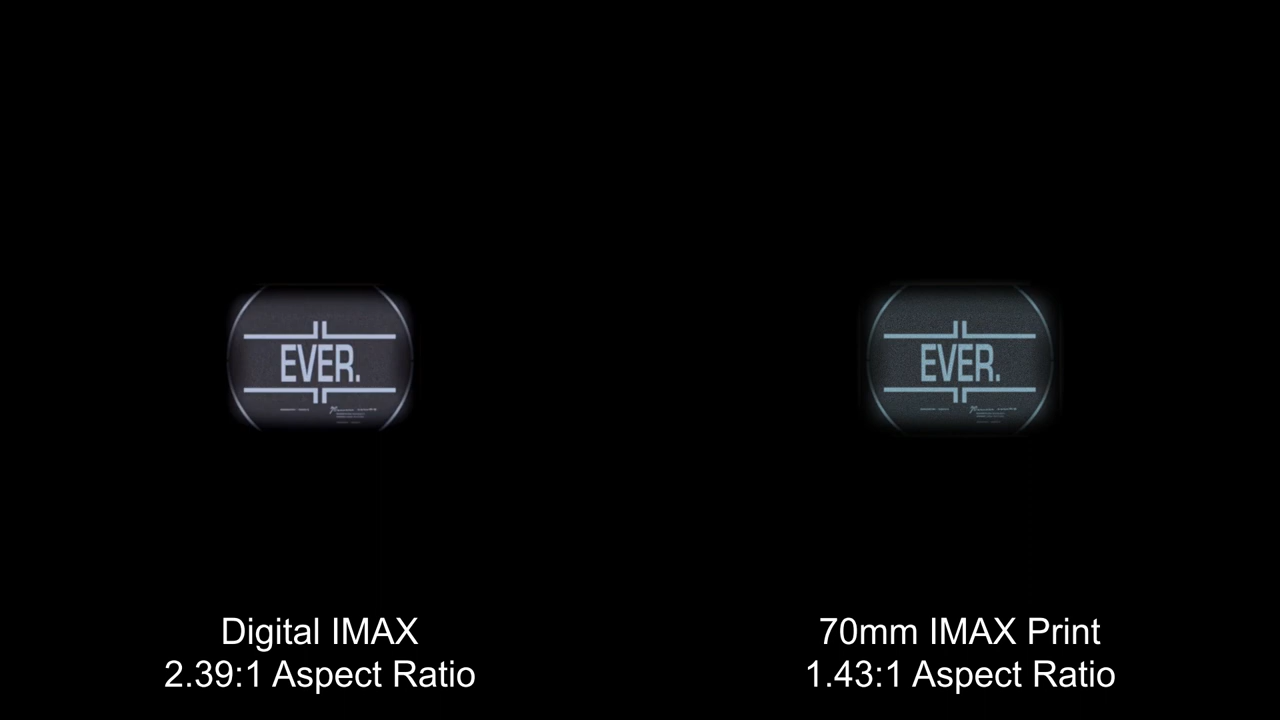 EVER.
EVER.
Digital IMAX
2.39:1 Aspect Ratio
70mm IMAX Print
1.43:1 Aspect Ratio